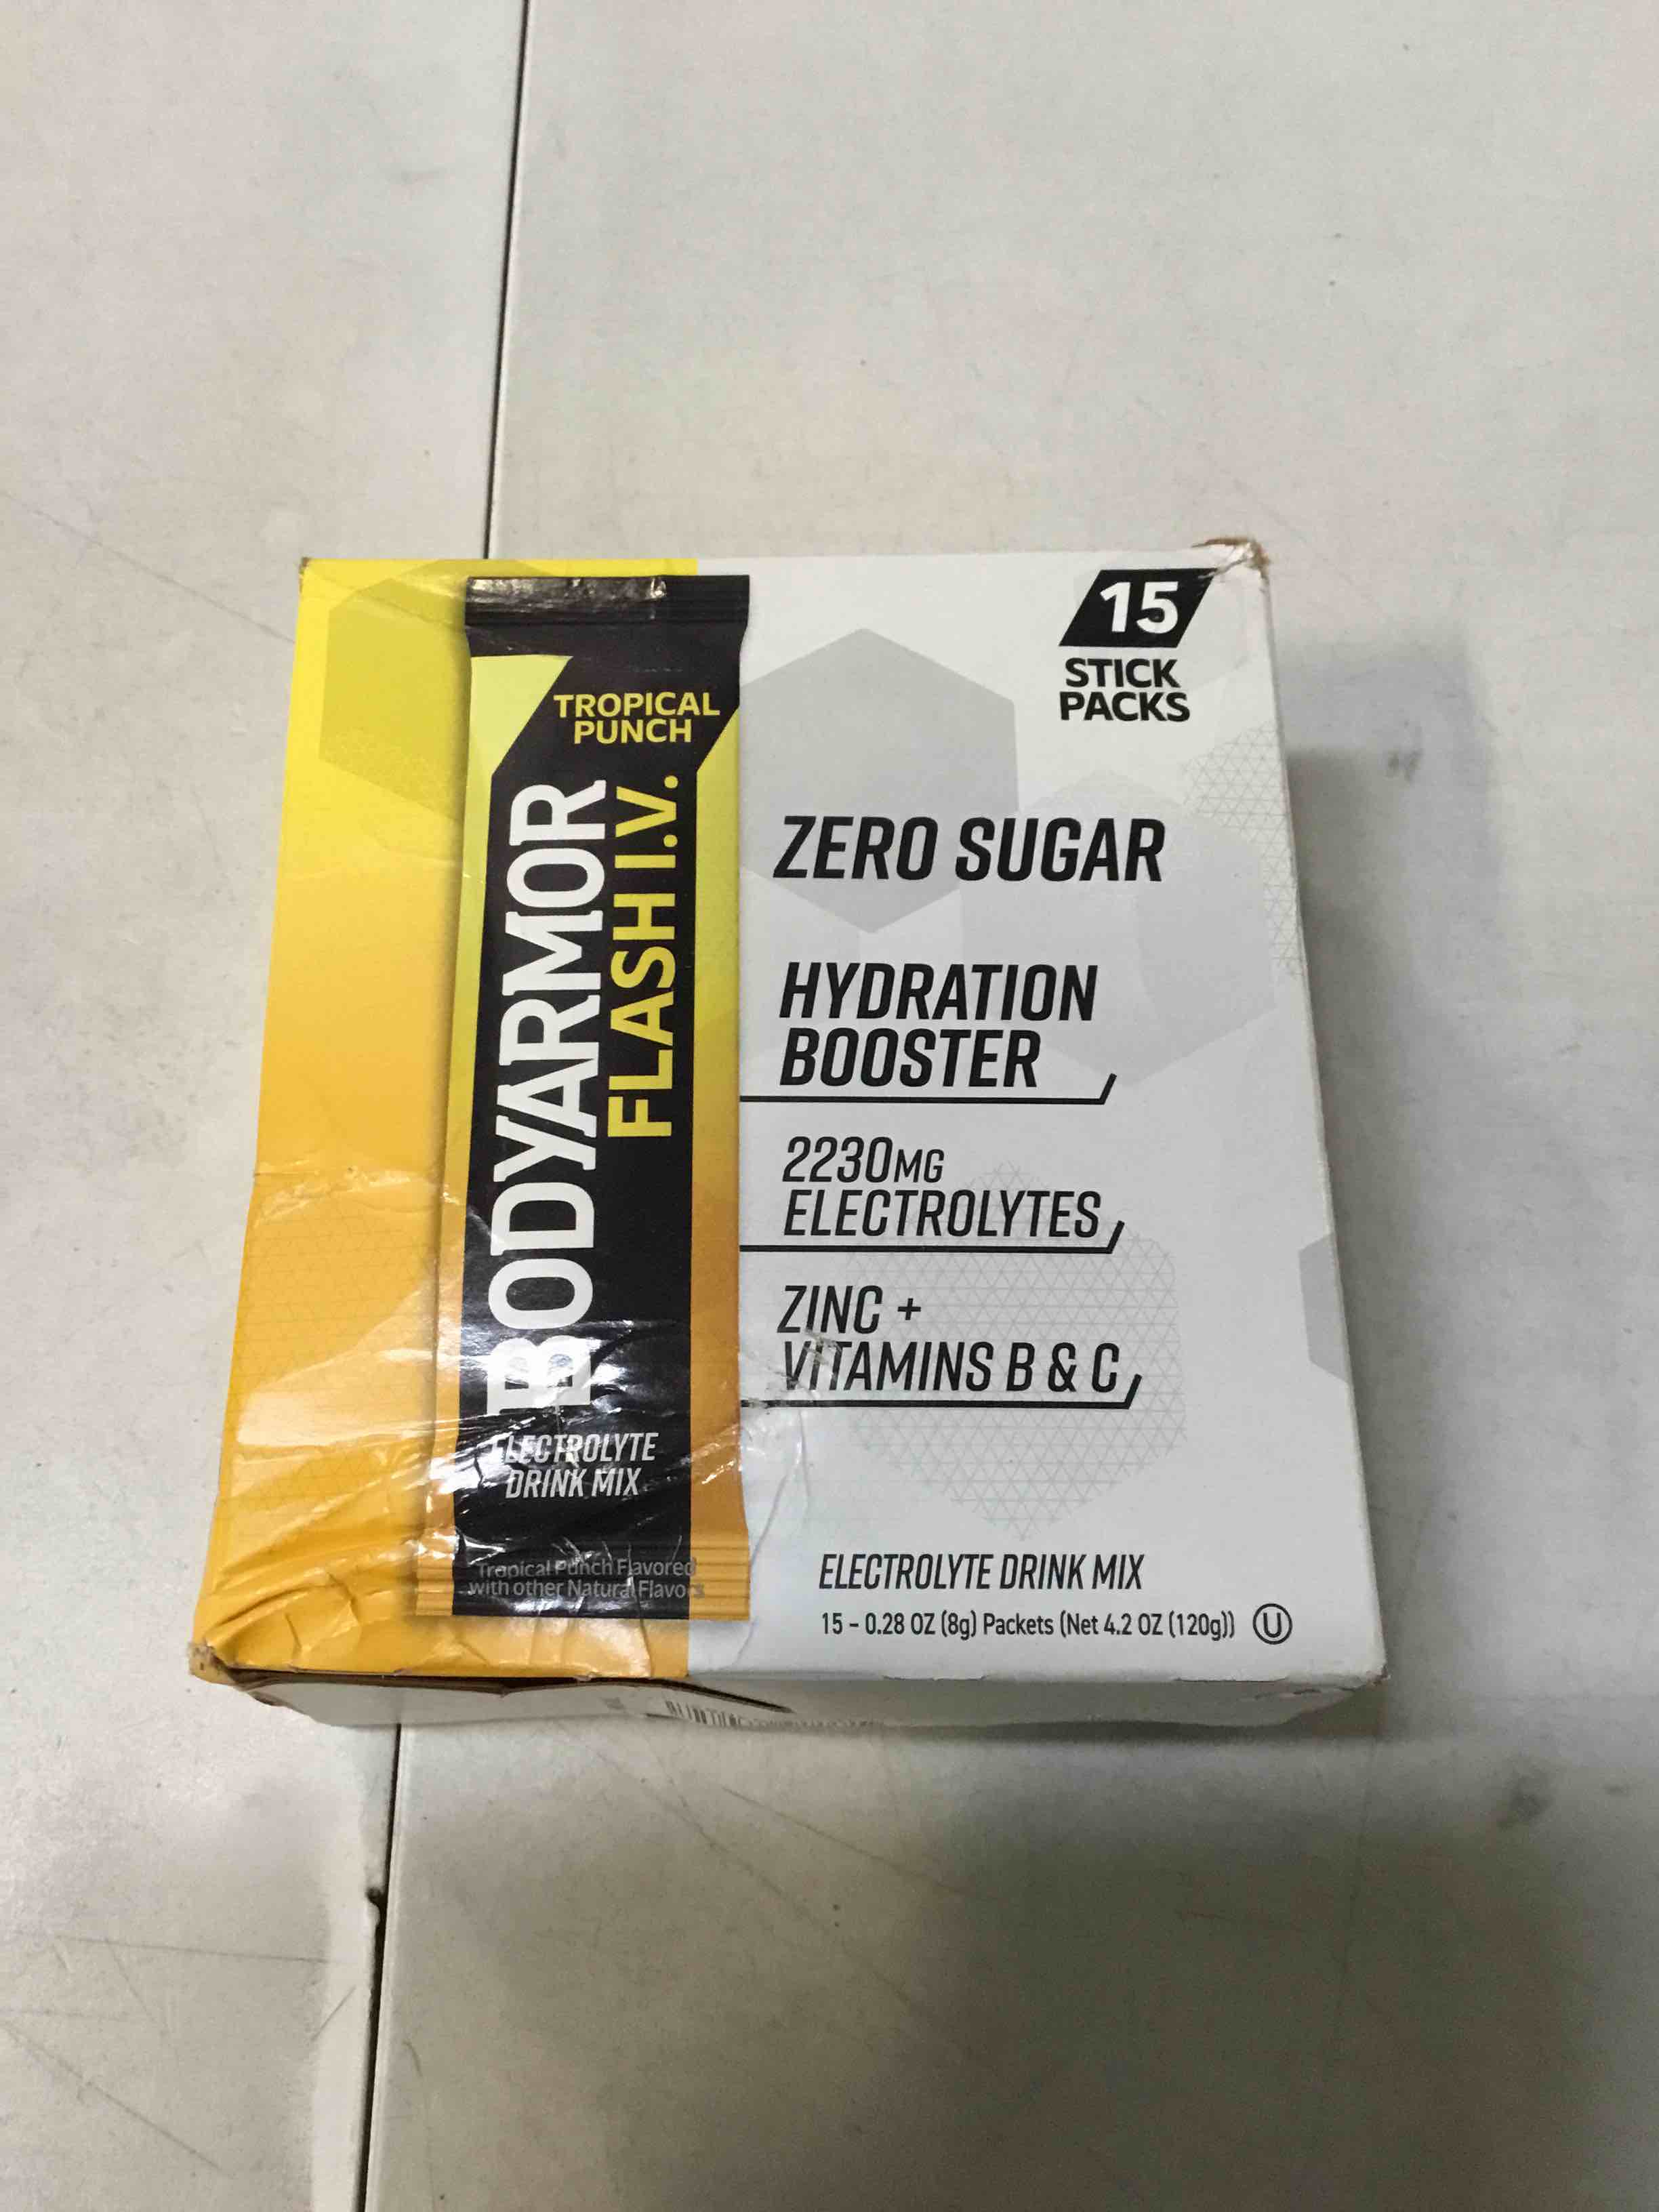 TROPICAL
PUNCH
BODYARMOR
FLASH I.V.
ELECTROLYTE
DRINK MIX
Tropical Punch Flavored
with other Natural Flavors
15
STICK
PACKS
ZERO SUGAR
HYDRATION
BOOSTER
2230MG
ELECTROLYTES
ZINC +
VITAMINS B & C
ELECTROLYTE DRINK MIX
15 - 0.28 OZ (8g) Packets (Net 4.2 OZ (120g)) U